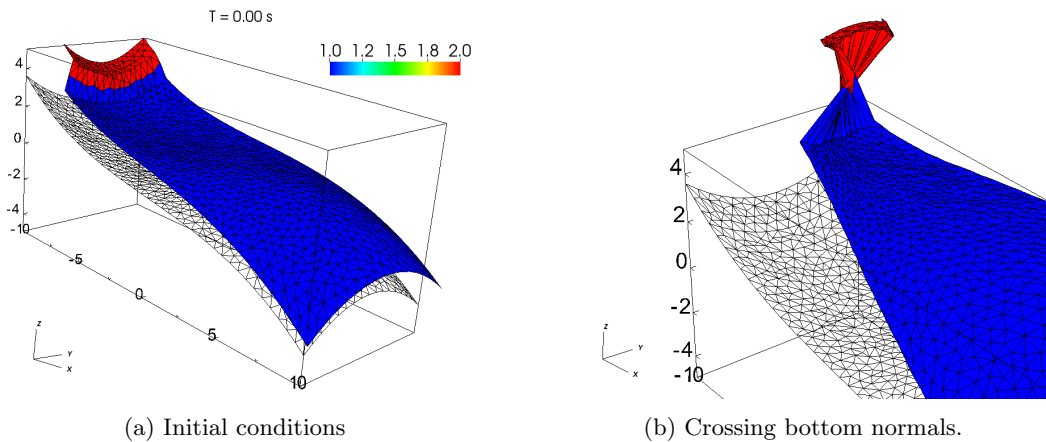 T = 0.00 s
1.0 1.2 1.5 1.8 2.0
4
2
0
-2
-4
-10
-5
0
5
10
z
Y
X
4
2
0
-2
-4
-10
z
Y
X
(a) Initial conditions
(b) Crossing bottom normals.